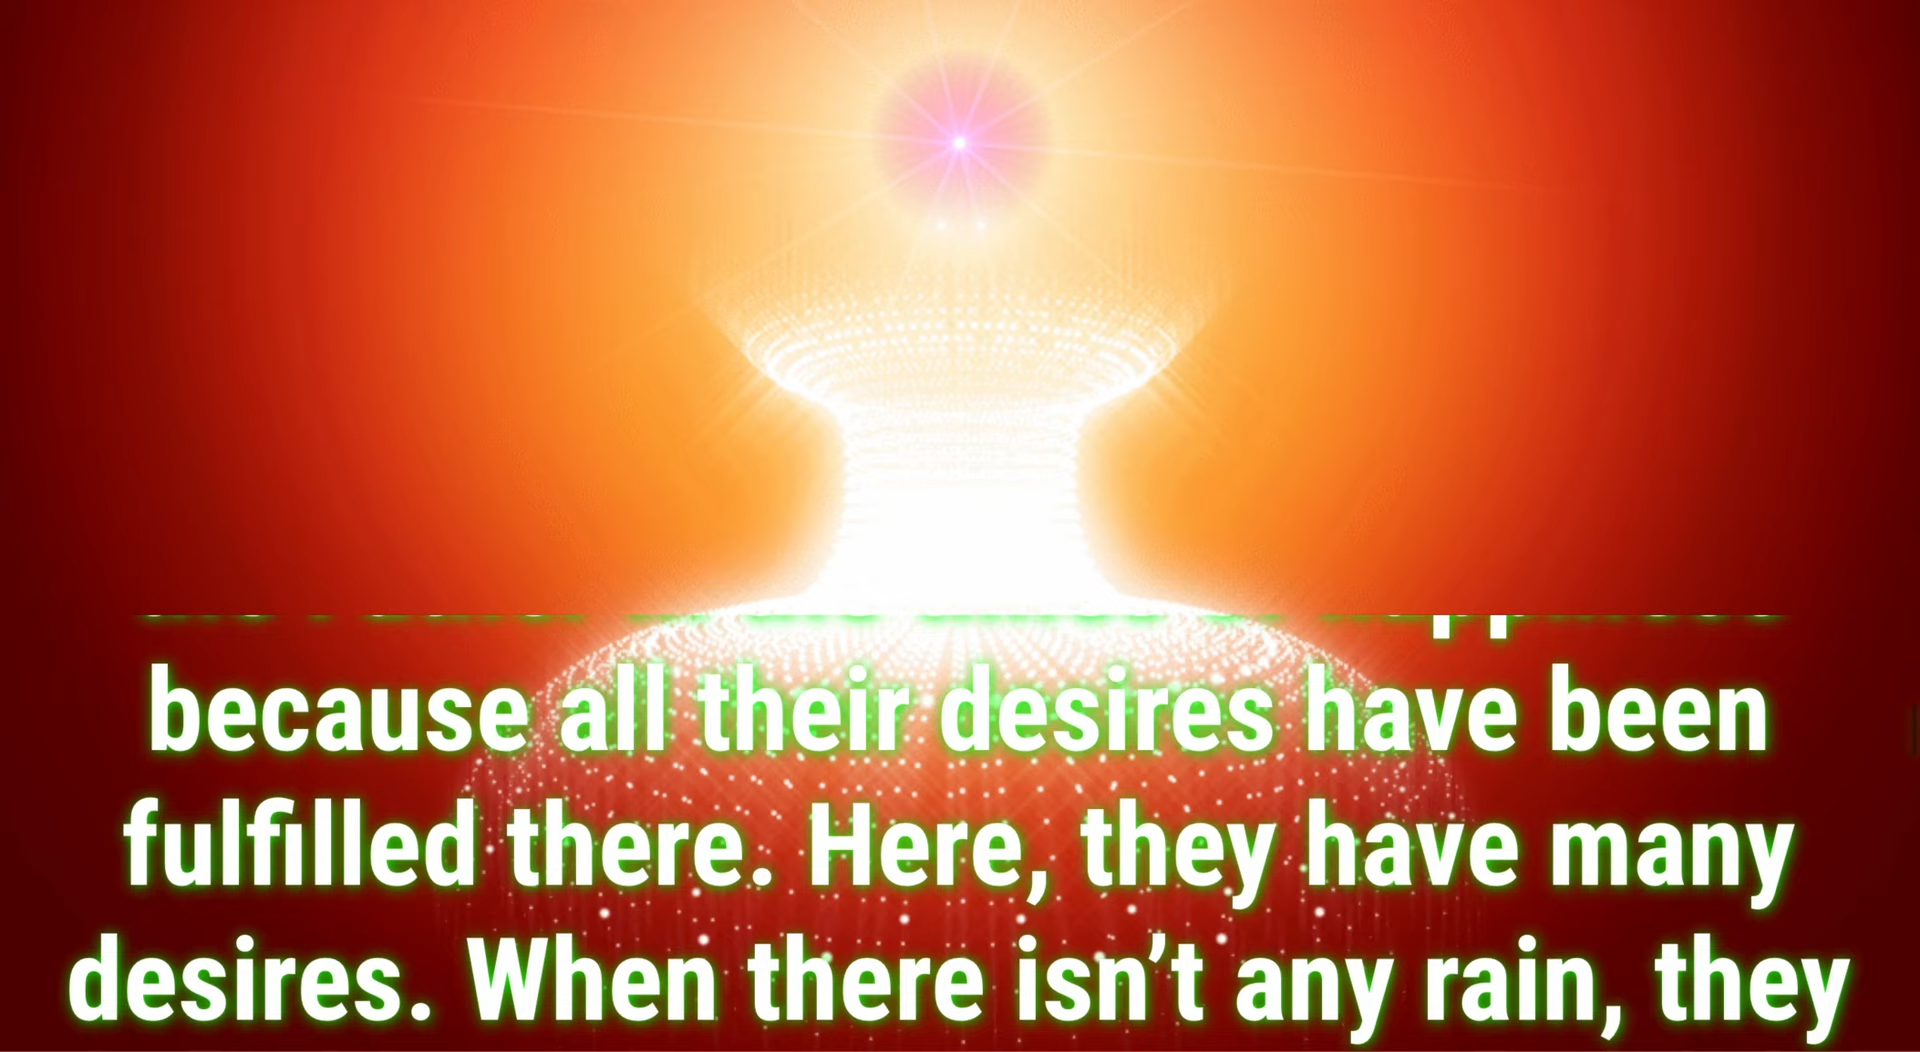 because all their desires have been
fulfilled there. Here, they have many
desires. When there isn’t any rain, they